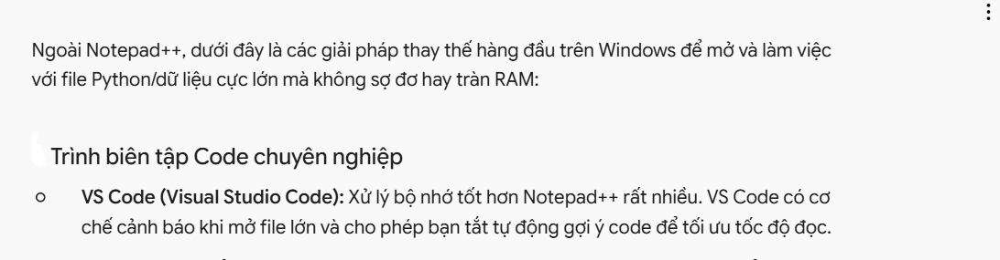 Ngoài Notepad++, dưới đây là các giải pháp thay thế hàng đầu trên Windows để mở và làm việc
với file Python/dữ liệu cực lớn mà không sợ đơ hay tràn RAM:
Trình biên tập Code chuyên nghiệp
VS Code (Visual Studio Code): Xử lý bộ nhớ tốt hơn Notepad++ rất nhiều. VS Code có cơ
chế cảnh báo khi mở file lớn và cho phép bạn tắt tự động gợi ý code để tối ưu tốc độ đọc.